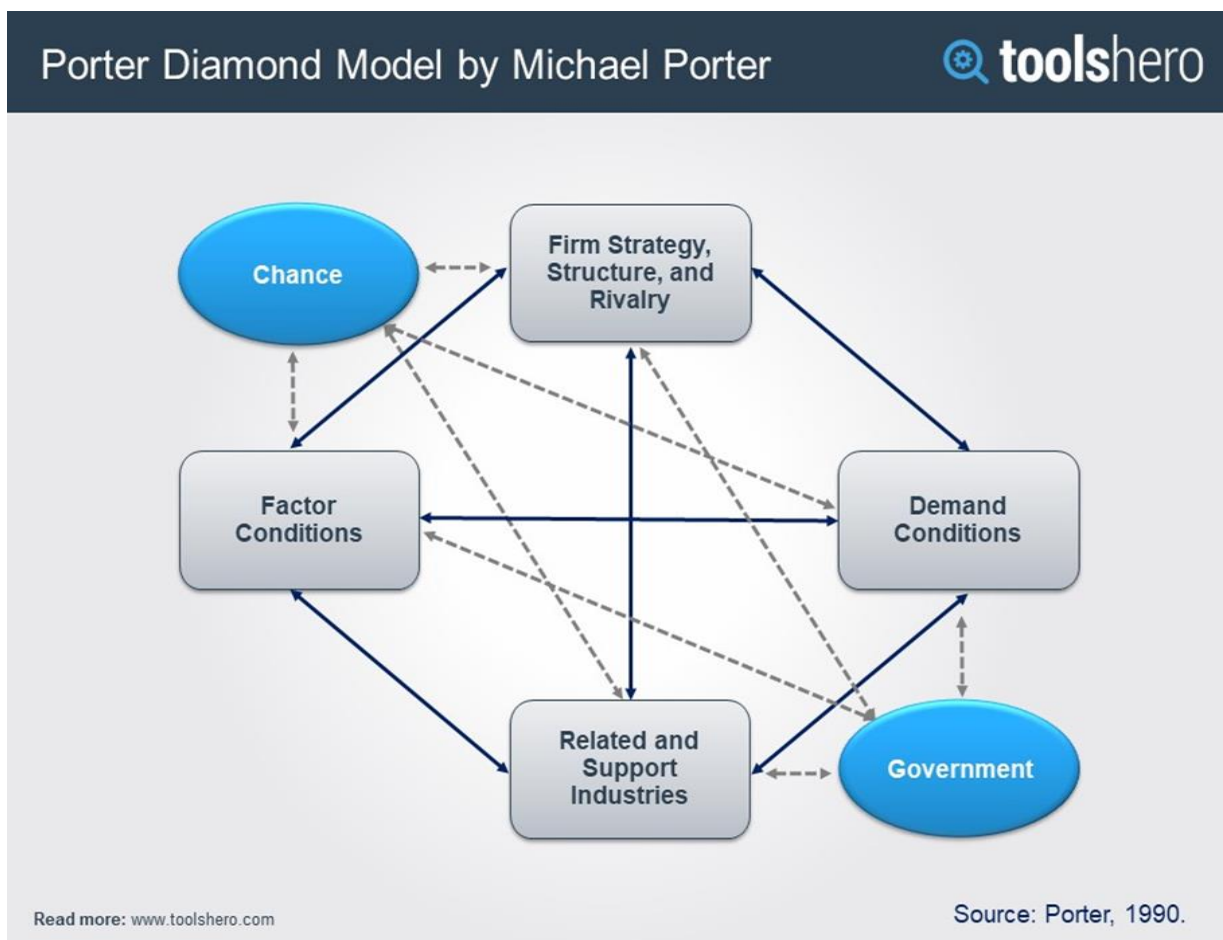 Porter Diamond Model by Michael Porter
toolshero
Chance
Firm Strategy,
Structure, and
Rivalry
Factor
Conditions
Demand
Conditions
Related and
Support
Industries
Government
Read more: www.toolshero.com
Source: Porter, 1990.